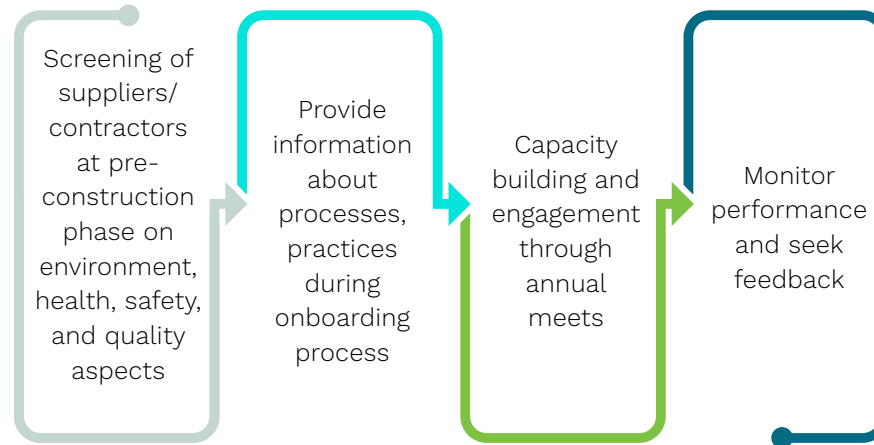 Screening of
suppliers/
contractors
at pre-
construction
phase on
environment,
health, safety,
and quality
aspects
Provide
information
about
processes,
practices
during
onboarding
process
Capacity
building and
engagement
through
annual
meets
Monitor
performance
and seek
feedback